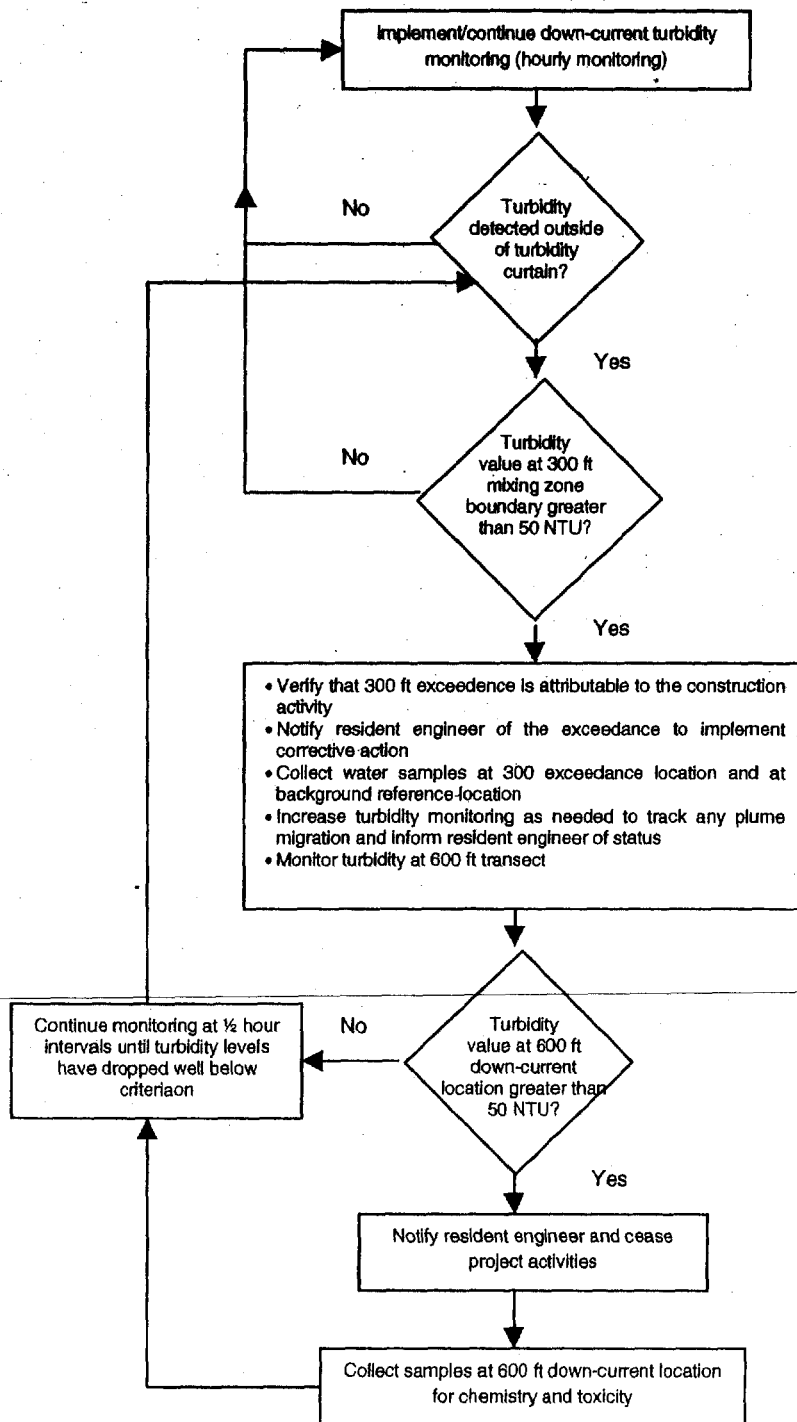 Implement/continue down-current turbidity
monitoring (hourly monitoring)
No
Turbidity
detected outside
of turbidity
curtain?
Yes
No
Turbidity
value at 300 ft
mixing zone
boundary greater
than 50 NTU?
Yes
• Verify that 300 ft exceedence is attributable to the construction
activity
• Notify resident engineer of the exceedance to implement
corrective action
• Collect water samples at 300 exceedance location and at
background reference-location
• Increase turbidity monitoring as needed to track any plume
migration and inform resident engineer of status
• Monitor turbidity at 600 ft transect
Continue monitoring at ½ hour
intervals until turbidity levels
have dropped well below
criteriaon
No
Turbidity
value at 600 ft
down-current
location greater than
50 NTU?
Yes
Notify resident engineer and cease
project activities
Collect samples at 600 ft down-current location
for chemistry and toxicity